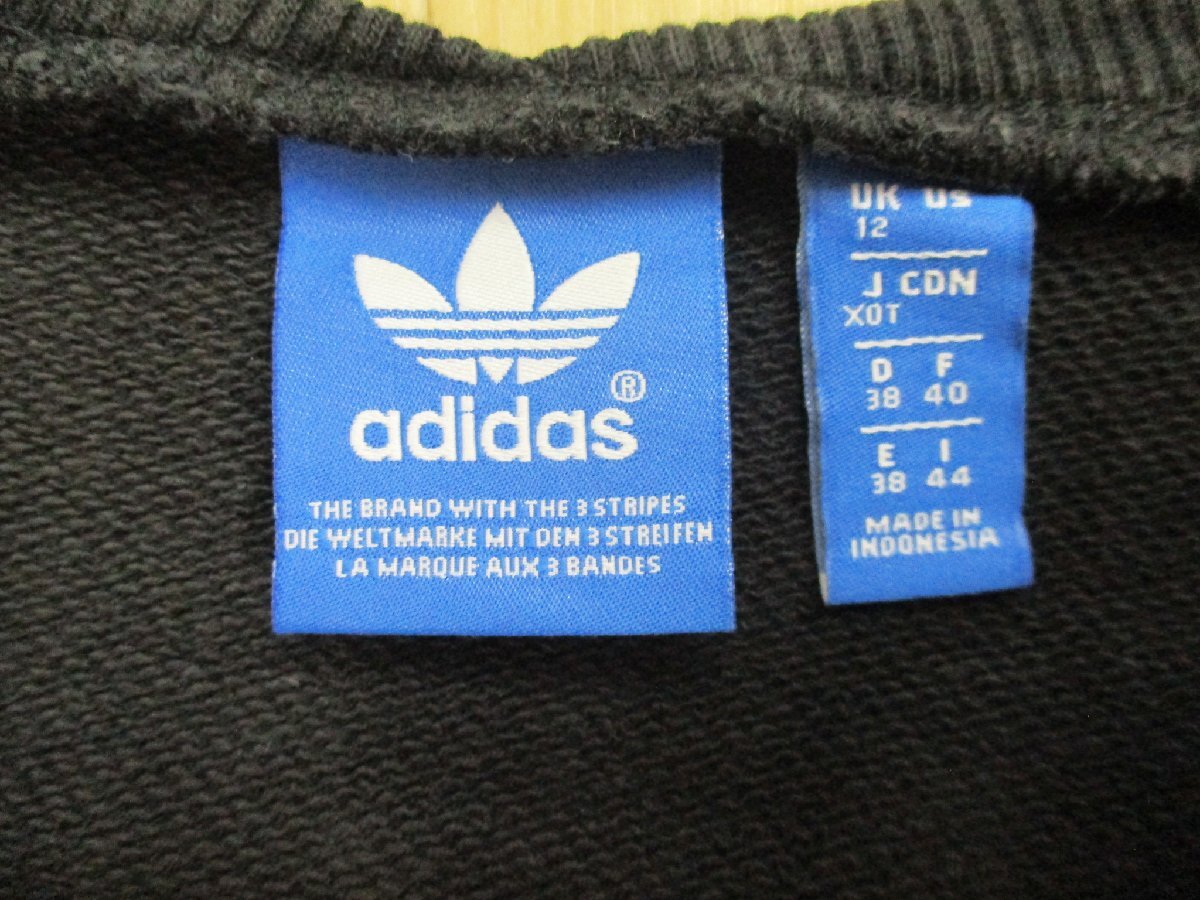 adidas®
THE BRAND WITH THE 3 STRIPES
DIE WELTMARKE MIT DEN 3 STREIFEN
LA MARQUE AUX 3 BANDES
UK US
12
J CDN
XOT
D F
38 40
E I
38 44
MADE IN
INDONESIA